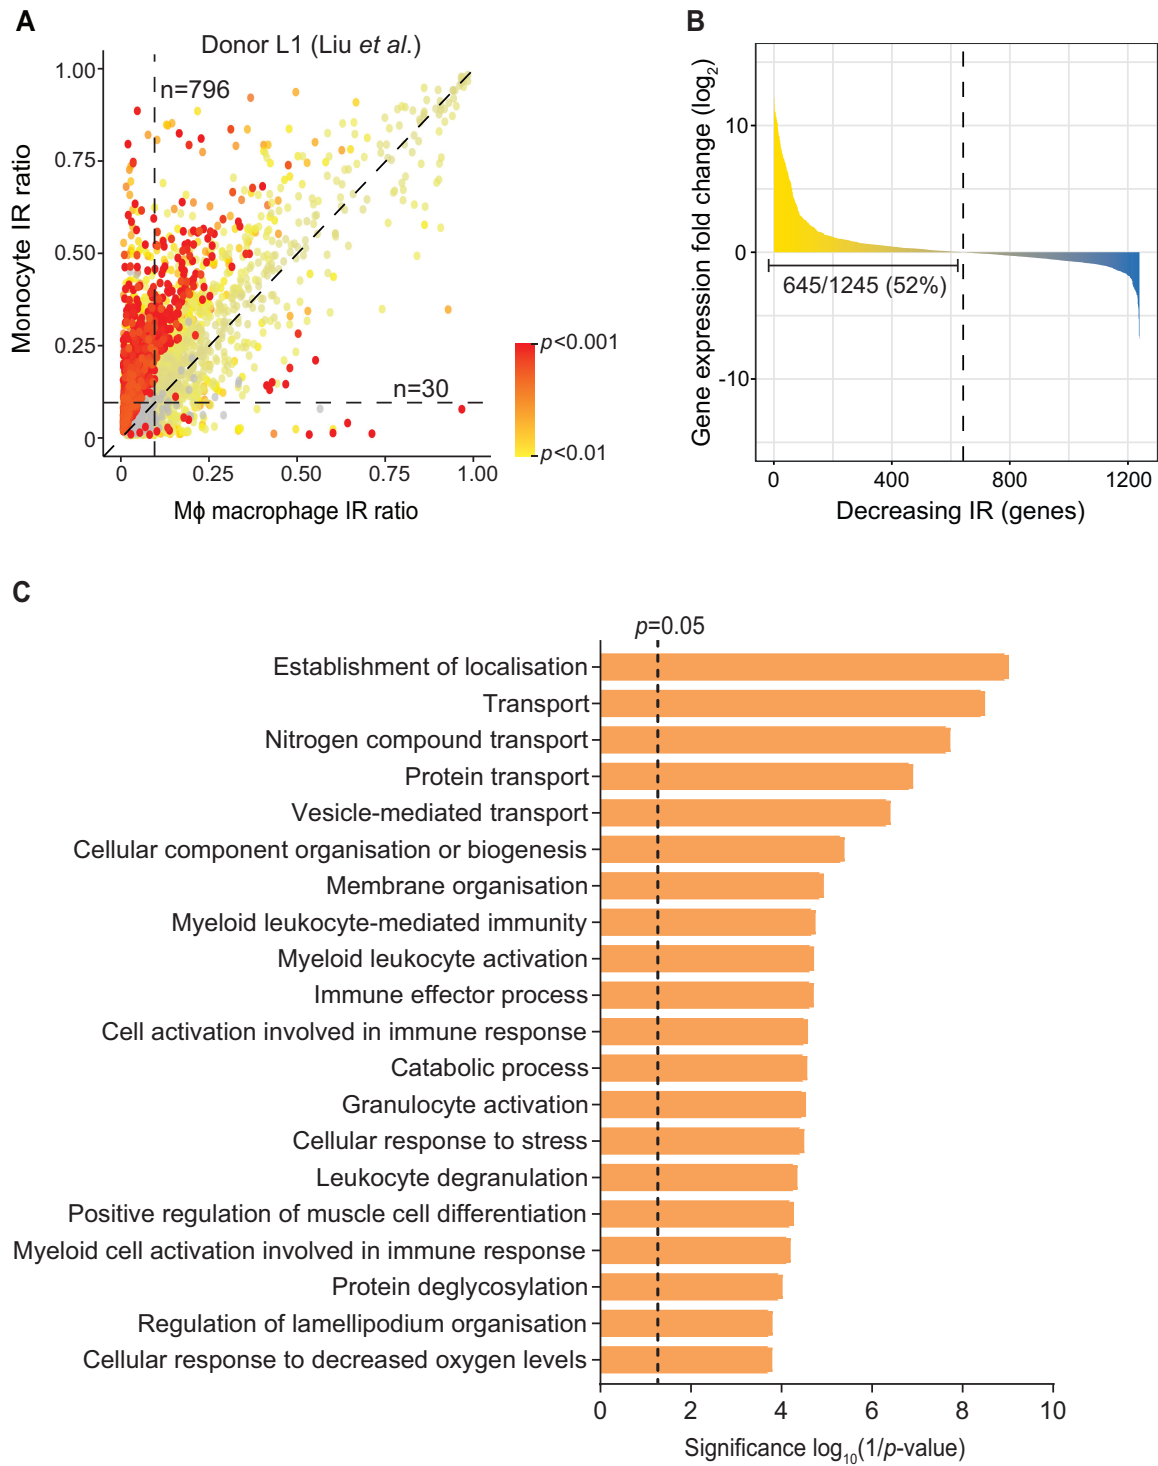 A
Donor L1 (Liu et al.)
n=796
n=30
1.00
0.75
0.50
0.25
0
Monocyte IR ratio
0 0.25 0.50 0.75 1.00
Mϕ macrophage IR ratio
p<0.001
p<0.01
B
Gene expression fold change (log₂)
10
0
-10
645/1245 (52%)
0 400 800 1200
Decreasing IR (genes)
C
p=0.05
Establishment of localisation
Transport
Nitrogen compound transport
Protein transport
Vesicle-mediated transport
Cellular component organisation or biogenesis
Membrane organisation
Myeloid leukocyte-mediated immunity
Myeloid leukocyte activation
Immune effector process
Cell activation involved in immune response
Catabolic process
Granulocyte activation
Cellular response to stress
Leukocyte degranulation
Positive regulation of muscle cell differentiation
Myeloid cell activation involved in immune response
Protein deglycosylation
Regulation of lamellipodium organisation
Cellular response to decreased oxygen levels
0 2 4 6 8 10
Significance log₁₀(1/p-value)